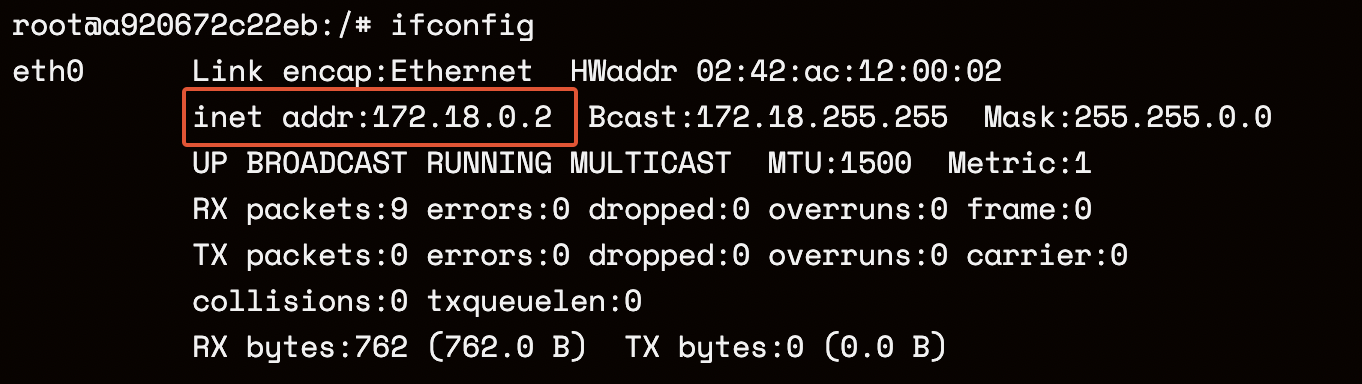 root@a920672c22eb:/# ifconfig
eth0      Link encap:Ethernet  HWaddr 02:42:ac:12:00:02
          inet addr:172.18.0.2  Bcast:172.18.255.255  Mask:255.255.0.0
          UP BROADCAST RUNNING MULTICAST  MTU:1500  Metric:1
          RX packets:9 errors:0 dropped:0 overruns:0 frame:0
          TX packets:0 errors:0 dropped:0 overruns:0 carrier:0
          collisions:0 txqueuelen:0
          RX bytes:762 (762.0 B)  TX bytes:0 (0.0 B)